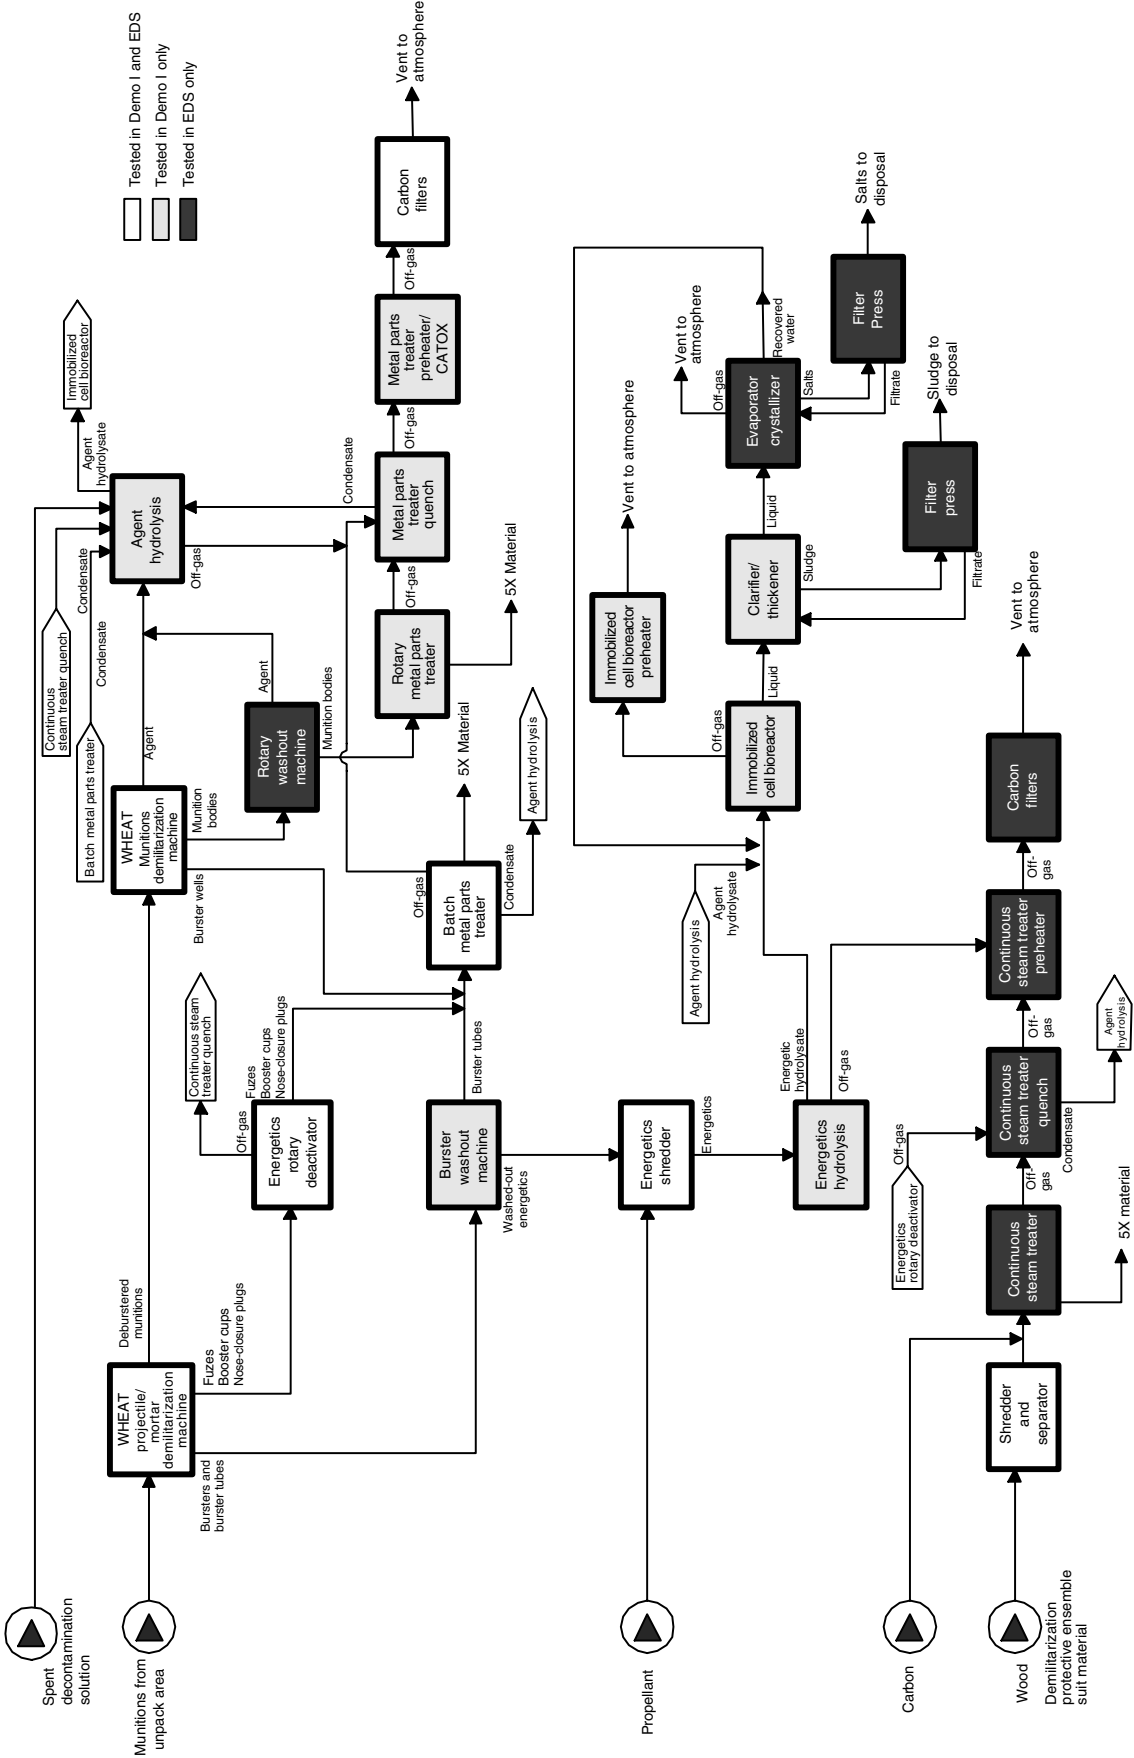 Tested in Demo I and EDS
Tested in Demo I only
Tested in EDS only
Spent
decontamination
solution
Munitions from
unpack area
WHEAT
projectile/
mortar
demilitarization
machine
Deburstered
munitions
Fuzes
Booster cups
Nose-closure plugs
Bursters and
burster tubes
Continuous steam
treater quench
Off-gas
Energetics
rotary
deactivator
Fuzes
Booster cups
Nose-closure plugs
Burster
washout
machine
Washed-out
energetics
Burster tubes
WHEAT
Munitions
demilitarization
machine
Burster wells
Munition
bodies
Agent
Batch metal parts treater
Condensate
Continuous
steam treater quench
Condensate
Rotary
washout
machine
Agent
Munition bodies
Agent
hydrolysis
Agent
hydrolysate
Immobilized
cell bioreactor
Off-gas
Condensate
Batch
metal parts
treater
Off-gas
5X Material
Condensate
Agent hydrolysis
Rotary
metal parts
treater
Off-gas
5X Material
Metal parts
treater
quench
Off-gas
Metal parts
treater
preheater/
CATOX
Off-gas
Carbon
filters
Vent to
atmosphere
Propellant
Energetics
shredder
Energetics
Energetics
hydrolysis
Energetic
hydrolysate
Off-gas
Agent hydrolysis
Agent
hydrolysate
Immobilized
cell bioreactor
Off-gas
Immobilized
cell bioreactor
preheater
Vent to atmosphere
Liquid
Clarifier/
thickener
Sludge
Liquid
Filtrate
Filter
press
Sludge to
disposal
Evaporator
crystallizer
Off-gas
Vent to
atmosphere
Recovered
water
Salts
Filtrate
Filter
Press
Salts to
disposal
Carbon
Wood
Demilitarization
protective ensemble
suit material
Shredder
and
separator
Continuous
steam treater
5X material
Off-
gas
Energetics
rotary deactivator
Off-gas
Continuous
steam treater
quench
Condensate
Agent
hydrolysis
Off-
gas
Continuous
steam treater
preheater
Off-
gas
Carbon
filters
Vent to
atmosphere